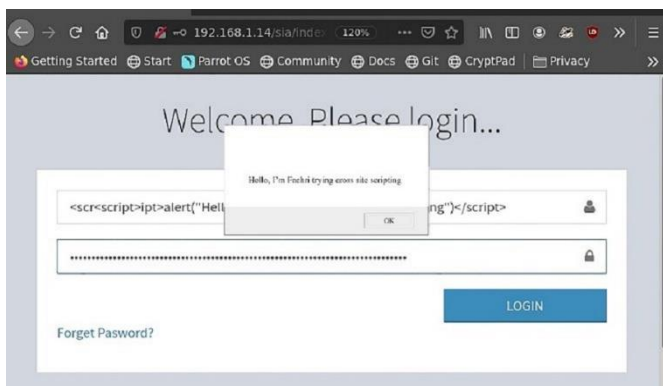 192.168.1.14/sia/index 120%
Getting Started Start Parrot OS Community Docs Git CryptPad Privacy
Welcome. Please login...
Hello, I'm Fachri trying cross site scripting
<scr<script>ipt>alert("Hell ng")</script>
OK
LOGIN
Forget Pasword?